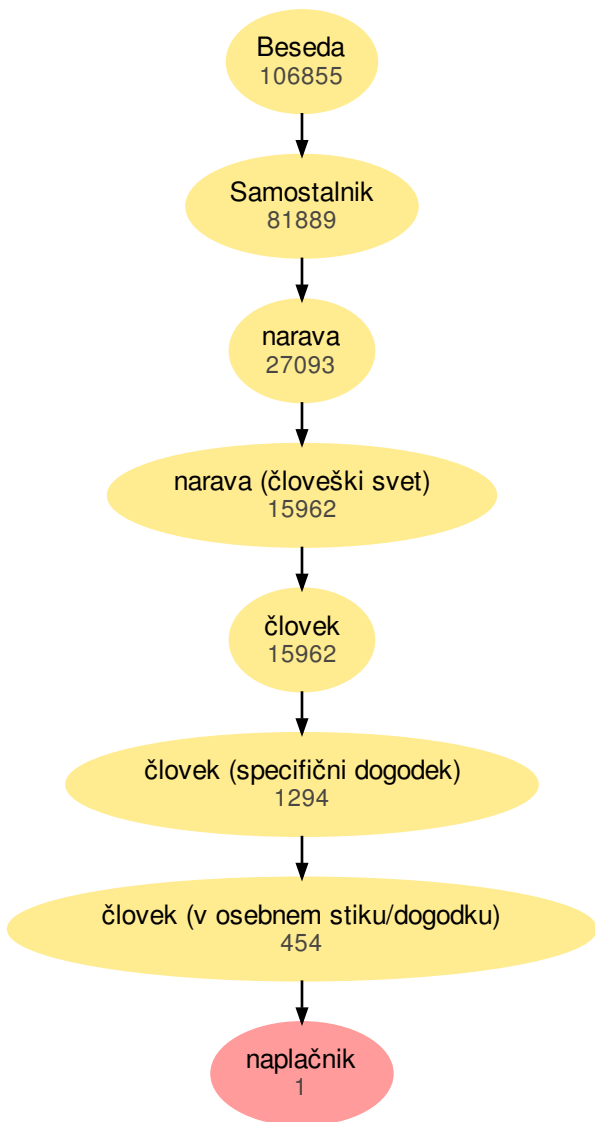 Beseda
106855
Samostalnik
81889
narava
27093
narava (človeški svet)
15962
človek
15962
človek (specifični dogodek)
1294
človek (v osebnem stiku/dogodku)
454
naplačnik
1